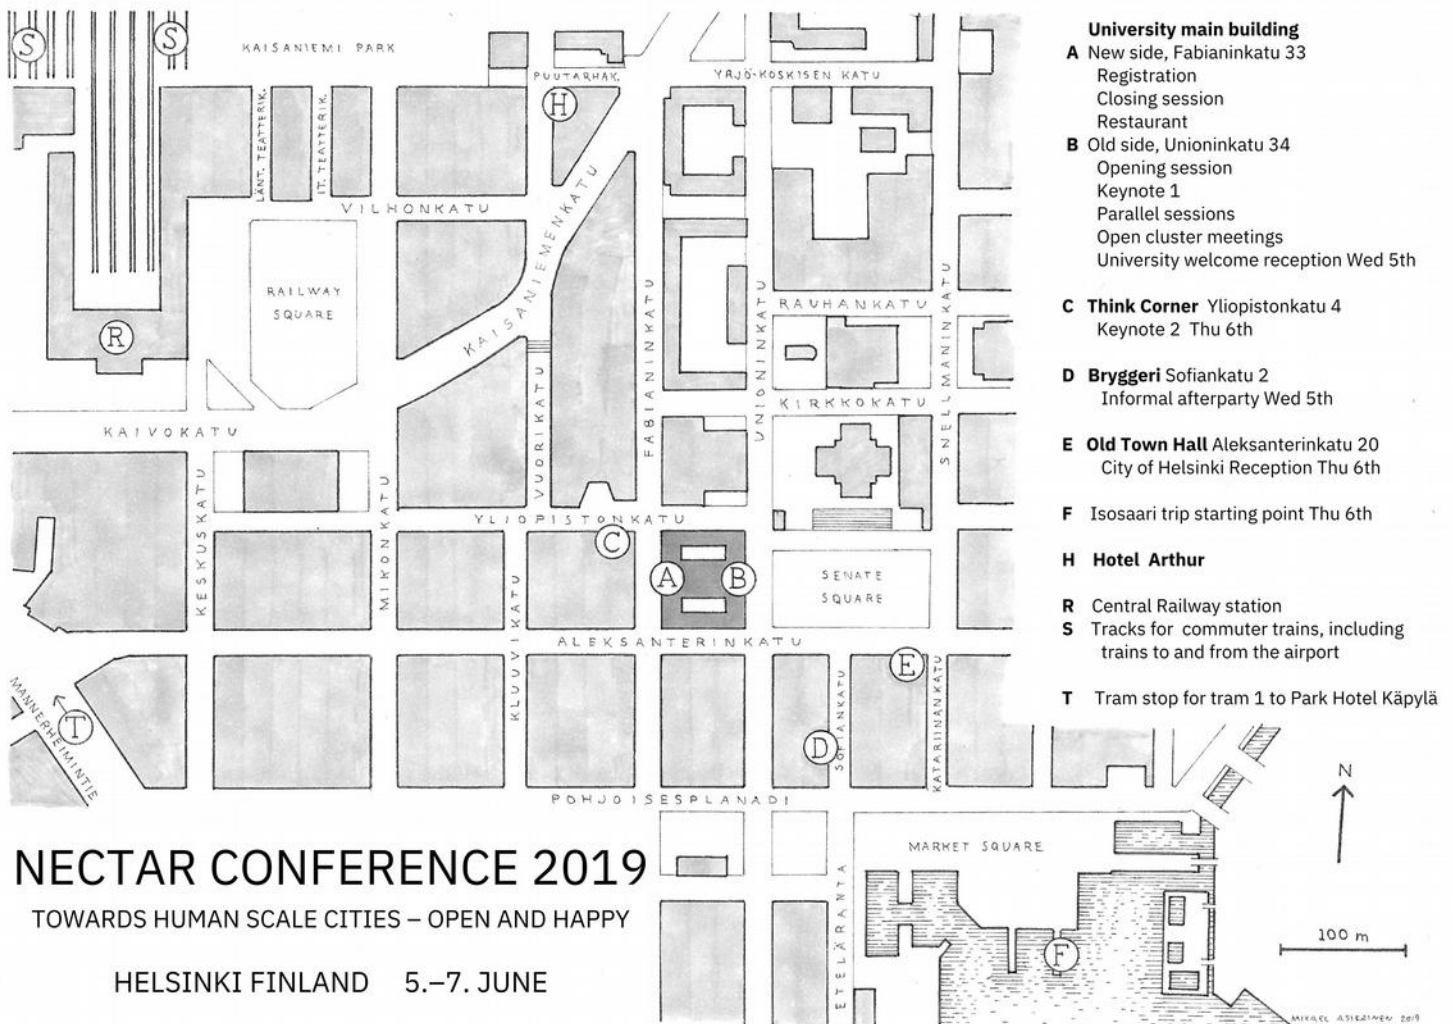 S
S
KAISANIEMI PARK
PUUTARHAK.
YRJÖ-KOSKISEN KATU
H
LÄNT. TEATTERIK.
IT. TEATTERIK.
VILHONKATU
KAISANIEMENKATU
RAILWAY
SQUARE
R
RAUHANKATU
FABIANINKATU
UNIONINKATU
SNELLMANINKATU
KIRKKOKATU
KAIVOKATU
VUORIKATU
KESKUSKATU
MIKONKATU
YLIOPISTONKATU
C
A
B
SENATE
SQUARE
KLUUVIKATU
ALEKSANTERINKATU
E
MANNERHEIMINTIE
T
D
SOFIANKATU
KATARIINANKATU
POHJOISESPLANADI
MARKET SQUARE
ETELÄRANTA
F
University main building
A New side, Fabianinkatu 33
Registration
Closing session
Restaurant
B Old side, Unioninkatu 34
Opening session
Keynote 1
Parallel sessions
Open cluster meetings
University welcome reception Wed 5th
C Think Corner Yliopistonkatu 4
Keynote 2 Thu 6th
D Bryggeri Sofiankatu 2
Informal afterparty Wed 5th
E Old Town Hall Aleksanterinkatu 20
City of Helsinki Reception Thu 6th
F Isosaari trip starting point Thu 6th
H Hotel Arthur
R Central Railway station
S Tracks for commuter trains, including
trains to and from the airport
T Tram stop for tram 1 to Park Hotel Käpylä
N
100 m
NECTAR CONFERENCE 2019
TOWARDS HUMAN SCALE CITIES – OPEN AND HAPPY
HELSINKI FINLAND 5.–7. JUNE
2019